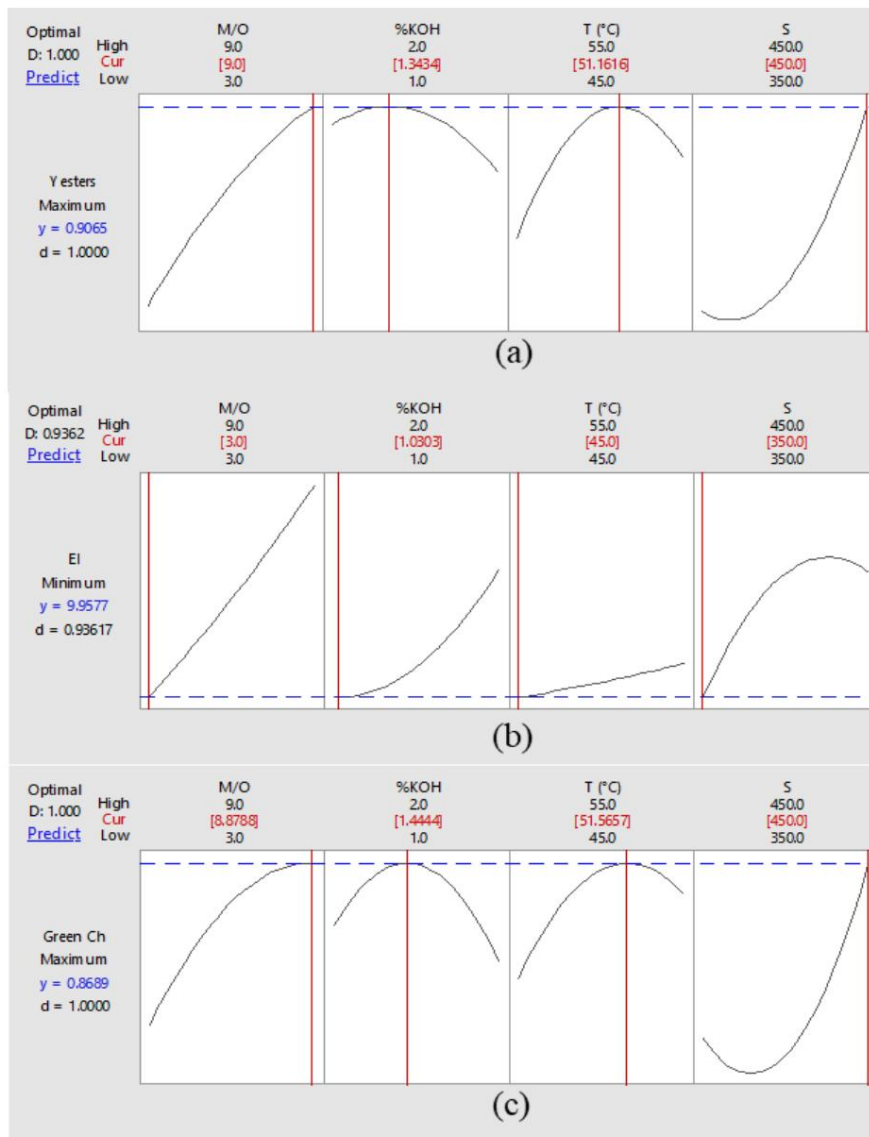 Optimal M/O %KOH T (°C) S
D: 1.000 High 9.0 2.0 55.0 450.0
Cur [9.0] [1.3434] [51.1616] [450.0]
Predict Low 3.0 1.0 45.0 350.0
Y esters
Maximum
y = 0.9065
d = 1.0000
(a)
Optimal M/O %KOH T (°C) S
D: 0.9362 High 9.0 2.0 55.0 450.0
Cur [3.0] [1.0303] [45.0] [350.0]
Predict Low 3.0 1.0 45.0 350.0
EI
Minimum
y = 9.9577
d = 0.93617
(b)
Optimal M/O %KOH T (°C) S
D: 1.000 High 9.0 2.0 55.0 450.0
Cur [8.8788] [1.4444] [51.5657] [450.0]
Predict Low 3.0 1.0 45.0 350.0
Green Ch
Maximum
y = 0.8689
d = 1.0000
(c)